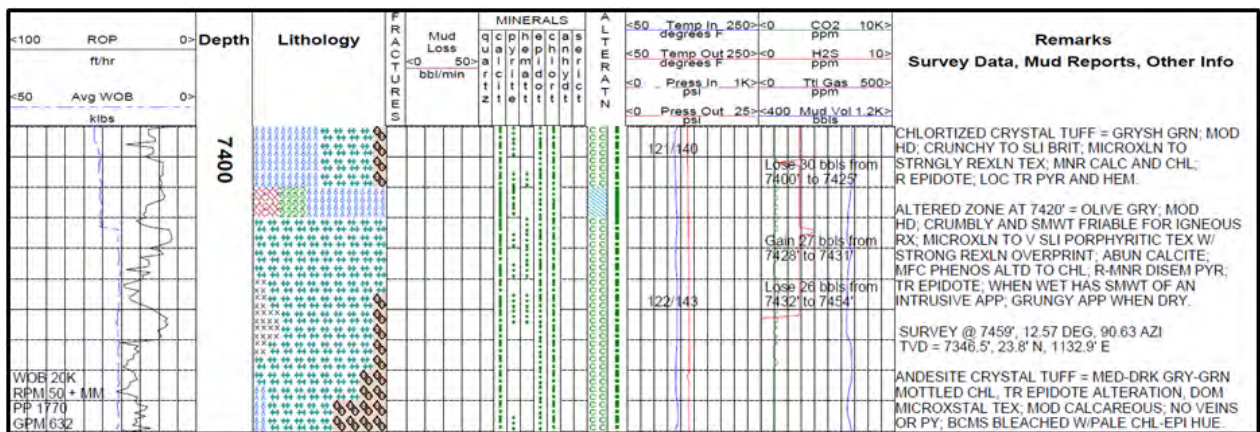 <100 ROP 0>
ft/hr
<50 Avg WOB 0>
klbs
Depth
Lithology
FRACTURES
Mud
Loss
<0 50>
bbl/min
MINERALS
quartz
calcit
pyrite
hemat
epidot
chlort
anhyd
serict
ALTERATN
<50 Temp In 250>
degrees F
<50 Temp Out 250>
degrees F
<0 Press In 1K>
psi
<0 Press Out 25>
psi
<0 CO2 10K>
ppm
<0 H2S 10>
ppm
<0 Ttl Gas 500>
ppm
<400 Mud Vol 1.2K>
bbls
Remarks
Survey Data, Mud Reports, Other Info
7400
WOB 20K
RPM 50 + MM
PP 1770
GPM 632
121/140
122/143
Lose 30 bbls from
7400' to 7425'
Gain 27 bbls from
7428' to 7431'
Lose 26 bbls from
7432' to 7454'
CHLORTIZED CRYSTAL TUFF = GRYSH GRN; MOD
HD; CRUNCHY TO SLI BRIT; MICROXLN TO
STRNGLY REXLN TEX; MNR CALC AND CHL;
R EPIDOTE; LOC TR PYR AND HEM.
ALTERED ZONE AT 7420' = OLIVE GRY; MOD
HD; CRUMBLY AND SMWT FRIABLE FOR IGNEOUS
RX; MICROXLN TO V SLI PORPHYRITIC TEX W/
STRONG REXLN OVERPRINT; ABUN CALCITE;
MFC PHENOS ALTD TO CHL; R-MNR DISEM PYR;
TR EPIDOTE; WHEN WET HAS SMWT OF AN
INTRUSIVE APP; GRUNGY APP WHEN DRY.
SURVEY @ 7459', 12.57 DEG, 90.63 AZI
TVD = 7346.5', 23.8' N, 1132.9' E
ANDESITE CRYSTAL TUFF = MED-DRK GRY-GRN
MOTTLED CHL, TR EPIDOTE ALTERATION, DOM
MICROXSTAL TEX; MOD CALCAREOUS; NO VEINS
OR PY; BCMS BLEACHED W/PALE CHL-EPI HUE.